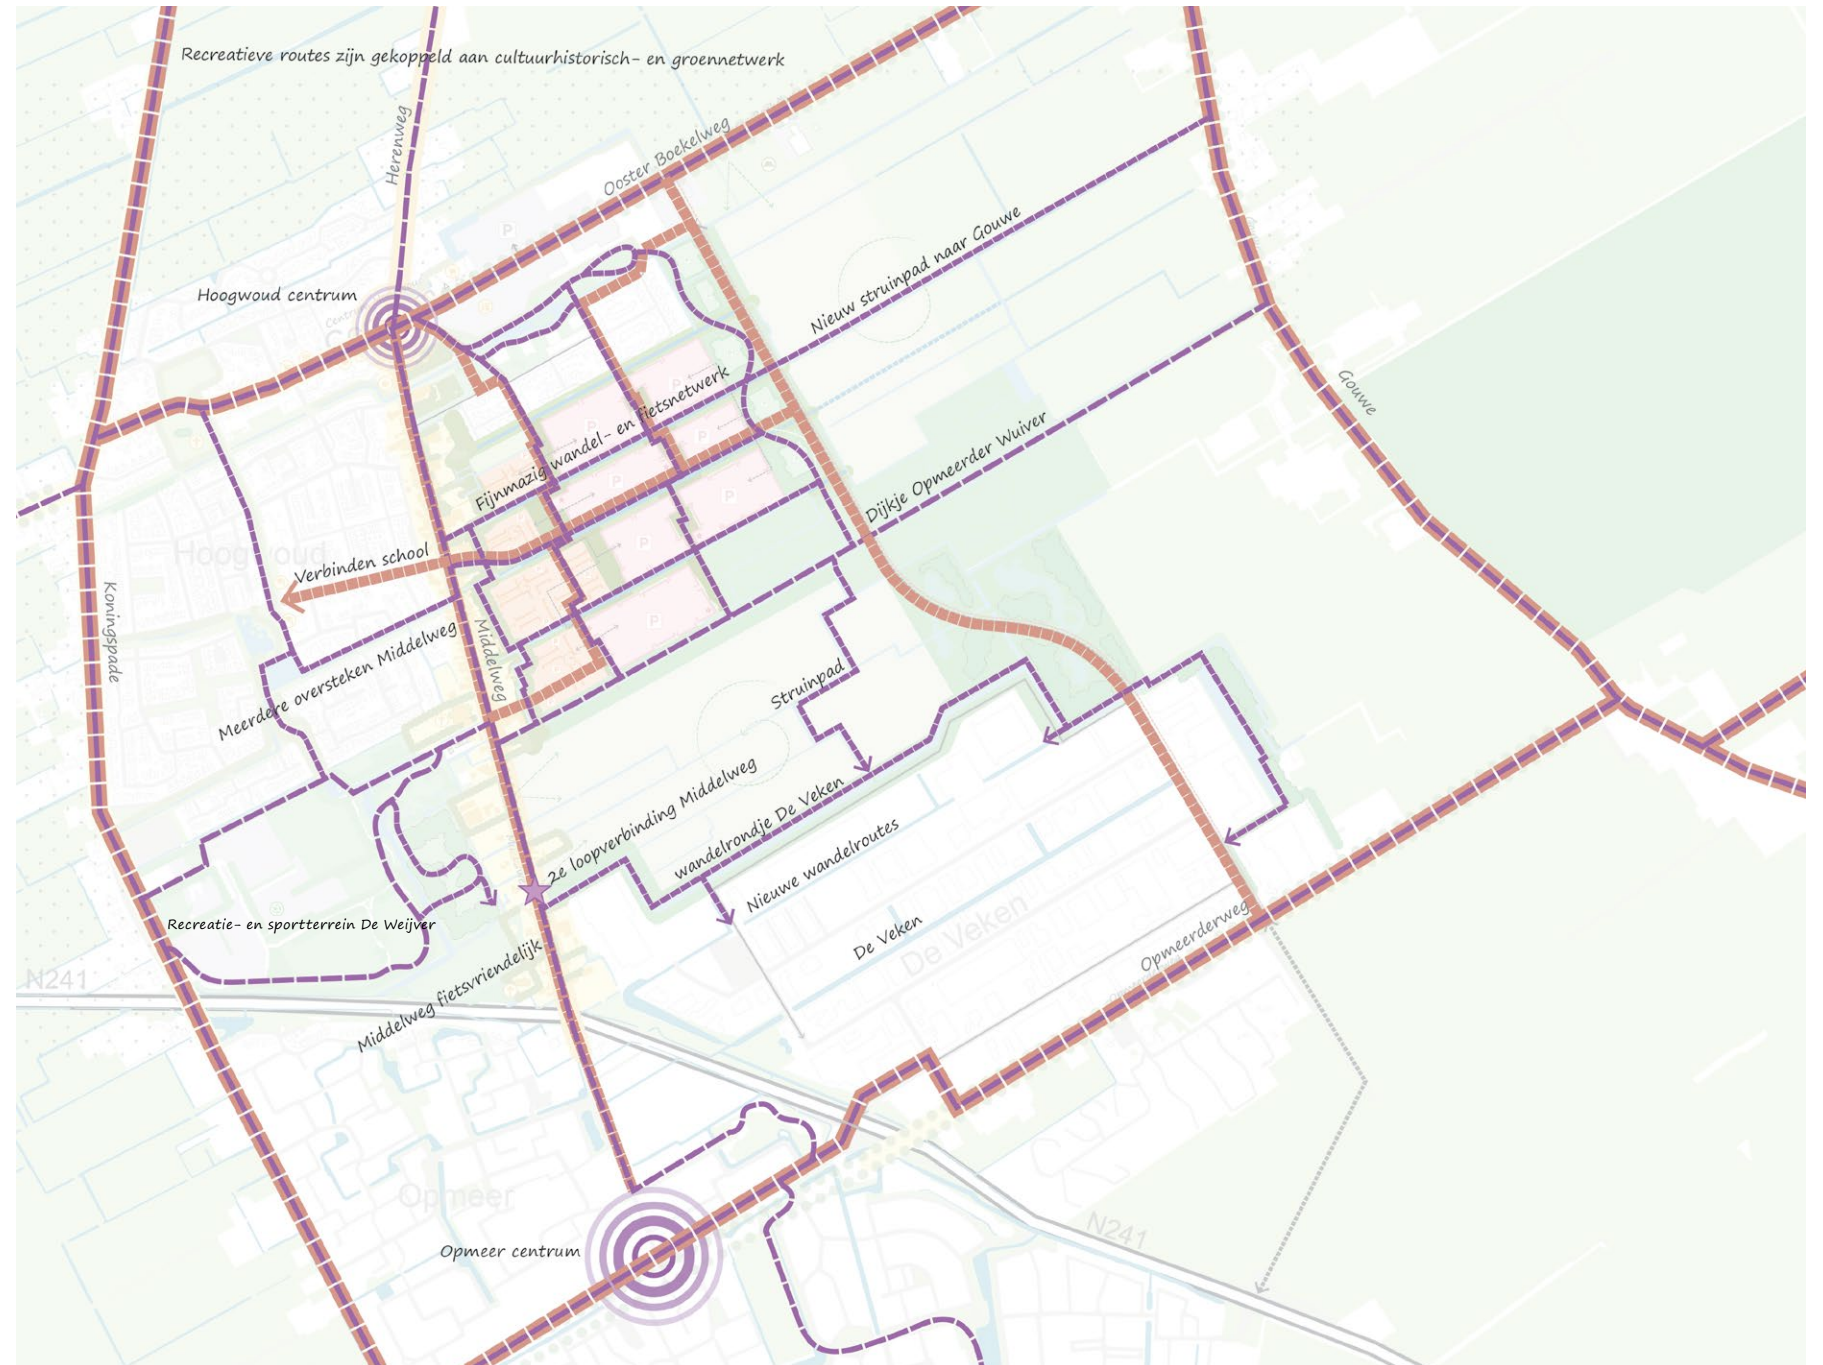 Recreatieve routes zijn gekoppeld aan cultuurhistorisch- en groennetwerk
Herenweg
Ooster Boekelweg
P
Nieuw struinpad naar Gouwe
Hoogwoud centrum
Gouwe
P
Fijnmazig wandel- en fietsnetwerk
P
P
P
P
Dijkje Opmeerder Wuiver
P
Hoogwoud
Verbinden school
Koningspade
P
Meerdere oversteken Middelweg
Middelweg
Struinpad
2e loopverbinding Middelweg
wandelrondje De Veken
Nieuwe wandelroutes
Recreatie- en sportterrein De Weijver
De Veken
De Veken
Opmeerderweg
N241
Middelweg fietsvriendelijk
Opmeer
Opmeer centrum
N241